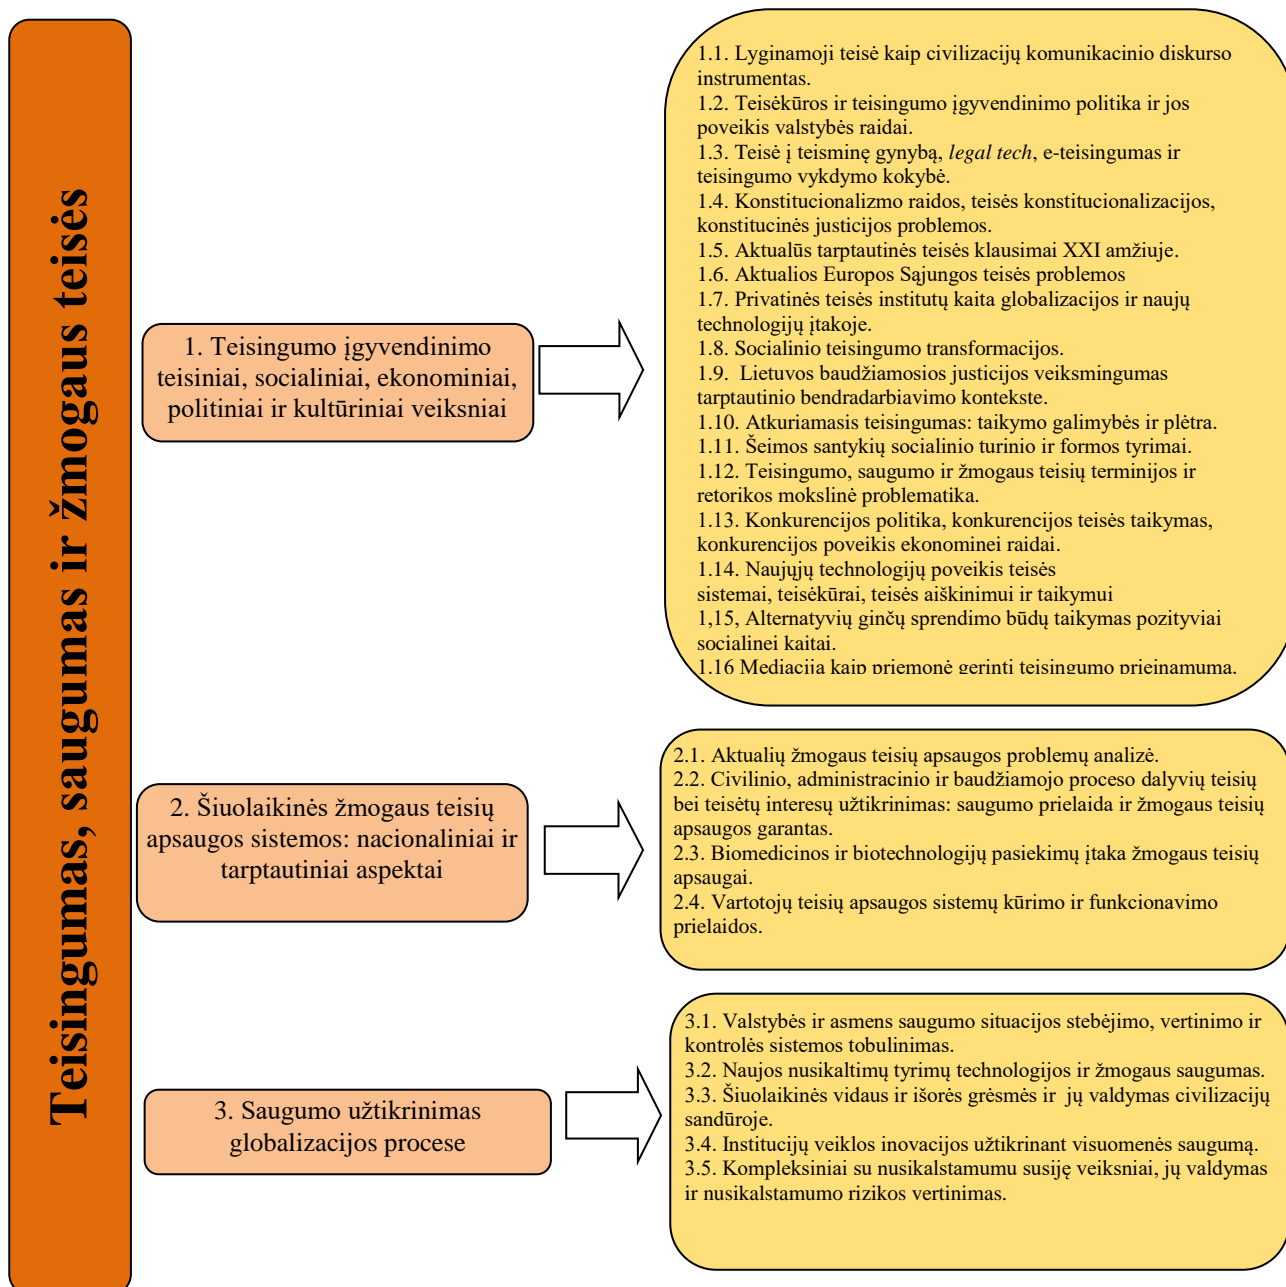 Teisingumas, saugumas ir žmogaus teisės
1. Teisingumo įgyvendinimo
teisiniai, socialiniai, ekonominiai,
politiniai ir kultūriniai veiksniai
1.1. Lyginamoji teisė kaip civilizacijų komunikacinio diskurso
instrumentas.
1.2. Teisėkūros ir teisingumo įgyvendinimo politika ir jos
poveikis valstybės raidai.
1.3. Teisė į teisminę gynybą, legal tech, e-teisingumas ir
teisingumo vykdymo kokybė.
1.4. Konstitucionalizmo raidos, teisės konstitucionalizacijos,
konstitucinės justicijos problemos.
1.5. Aktualūs tarptautinės teisės klausimai XXI amžiuje.
1.6. Aktualios Europos Sąjungos teisės problemos
1.7. Privatinės teisės institutų kaita globalizacijos ir naujų
technologijų įtakoje.
1.8. Socialinio teisingumo transformacijos.
1.9. Lietuvos baudžiamosios justicijos veiksmingumas
tarptautinio bendradarbiavimo kontekste.
1.10. Atkuriamasis teisingumas: taikymo galimybės ir plėtra.
1.11. Šeimos santykių socialinio turinio ir formos tyrimai.
1.12. Teisingumo, saugumo ir žmogaus teisių terminijos ir
retorikos mokslinė problematika.
1.13. Konkurencijos politika, konkurencijos teisės taikymas,
konkurencijos poveikis ekonominei raidai.
1.14. Naujųjų technologijų poveikis teisės
sistemai, teisėkūrai, teisės aiškinimui ir taikymui
1,15, Alternatyvių ginčų sprendimo būdų taikymas pozityviai
socialinei kaitai.
1.16 Mediacija kaip priemonė gerinti teisingumo prieinamumą.
2. Šiuolaikinės žmogaus teisių
apsaugos sistemos: nacionaliniai ir
tarptautiniai aspektai
2.1. Aktualių žmogaus teisių apsaugos problemų analizė.
2.2. Civilinio, administracinio ir baudžiamojo proceso dalyvių teisių
bei teisėtų interesų užtikrinimas: saugumo prielaida ir žmogaus teisių
apsaugos garantas.
2.3. Biomedicinos ir biotechnologijų pasiekimų įtaka žmogaus teisių
apsaugai.
2.4. Vartotojų teisių apsaugos sistemų kūrimo ir funkcionavimo
prielaidos.
3. Saugumo užtikrinimas
globalizacijos procese
3.1. Valstybės ir asmens saugumo situacijos stebėjimo, vertinimo ir
kontrolės sistemos tobulinimas.
3.2. Naujos nusikaltimų tyrimų technologijos ir žmogaus saugumas.
3.3. Šiuolaikinės vidaus ir išorės grėsmės ir jų valdymas civilizacijų
sandūroje.
3.4. Institucijų veiklos inovacijos užtikrinant visuomenės saugumą.
3.5. Kompleksiniai su nusikalstamumu susiję veiksniai, jų valdymas
ir nusikalstamumo rizikos vertinimas.